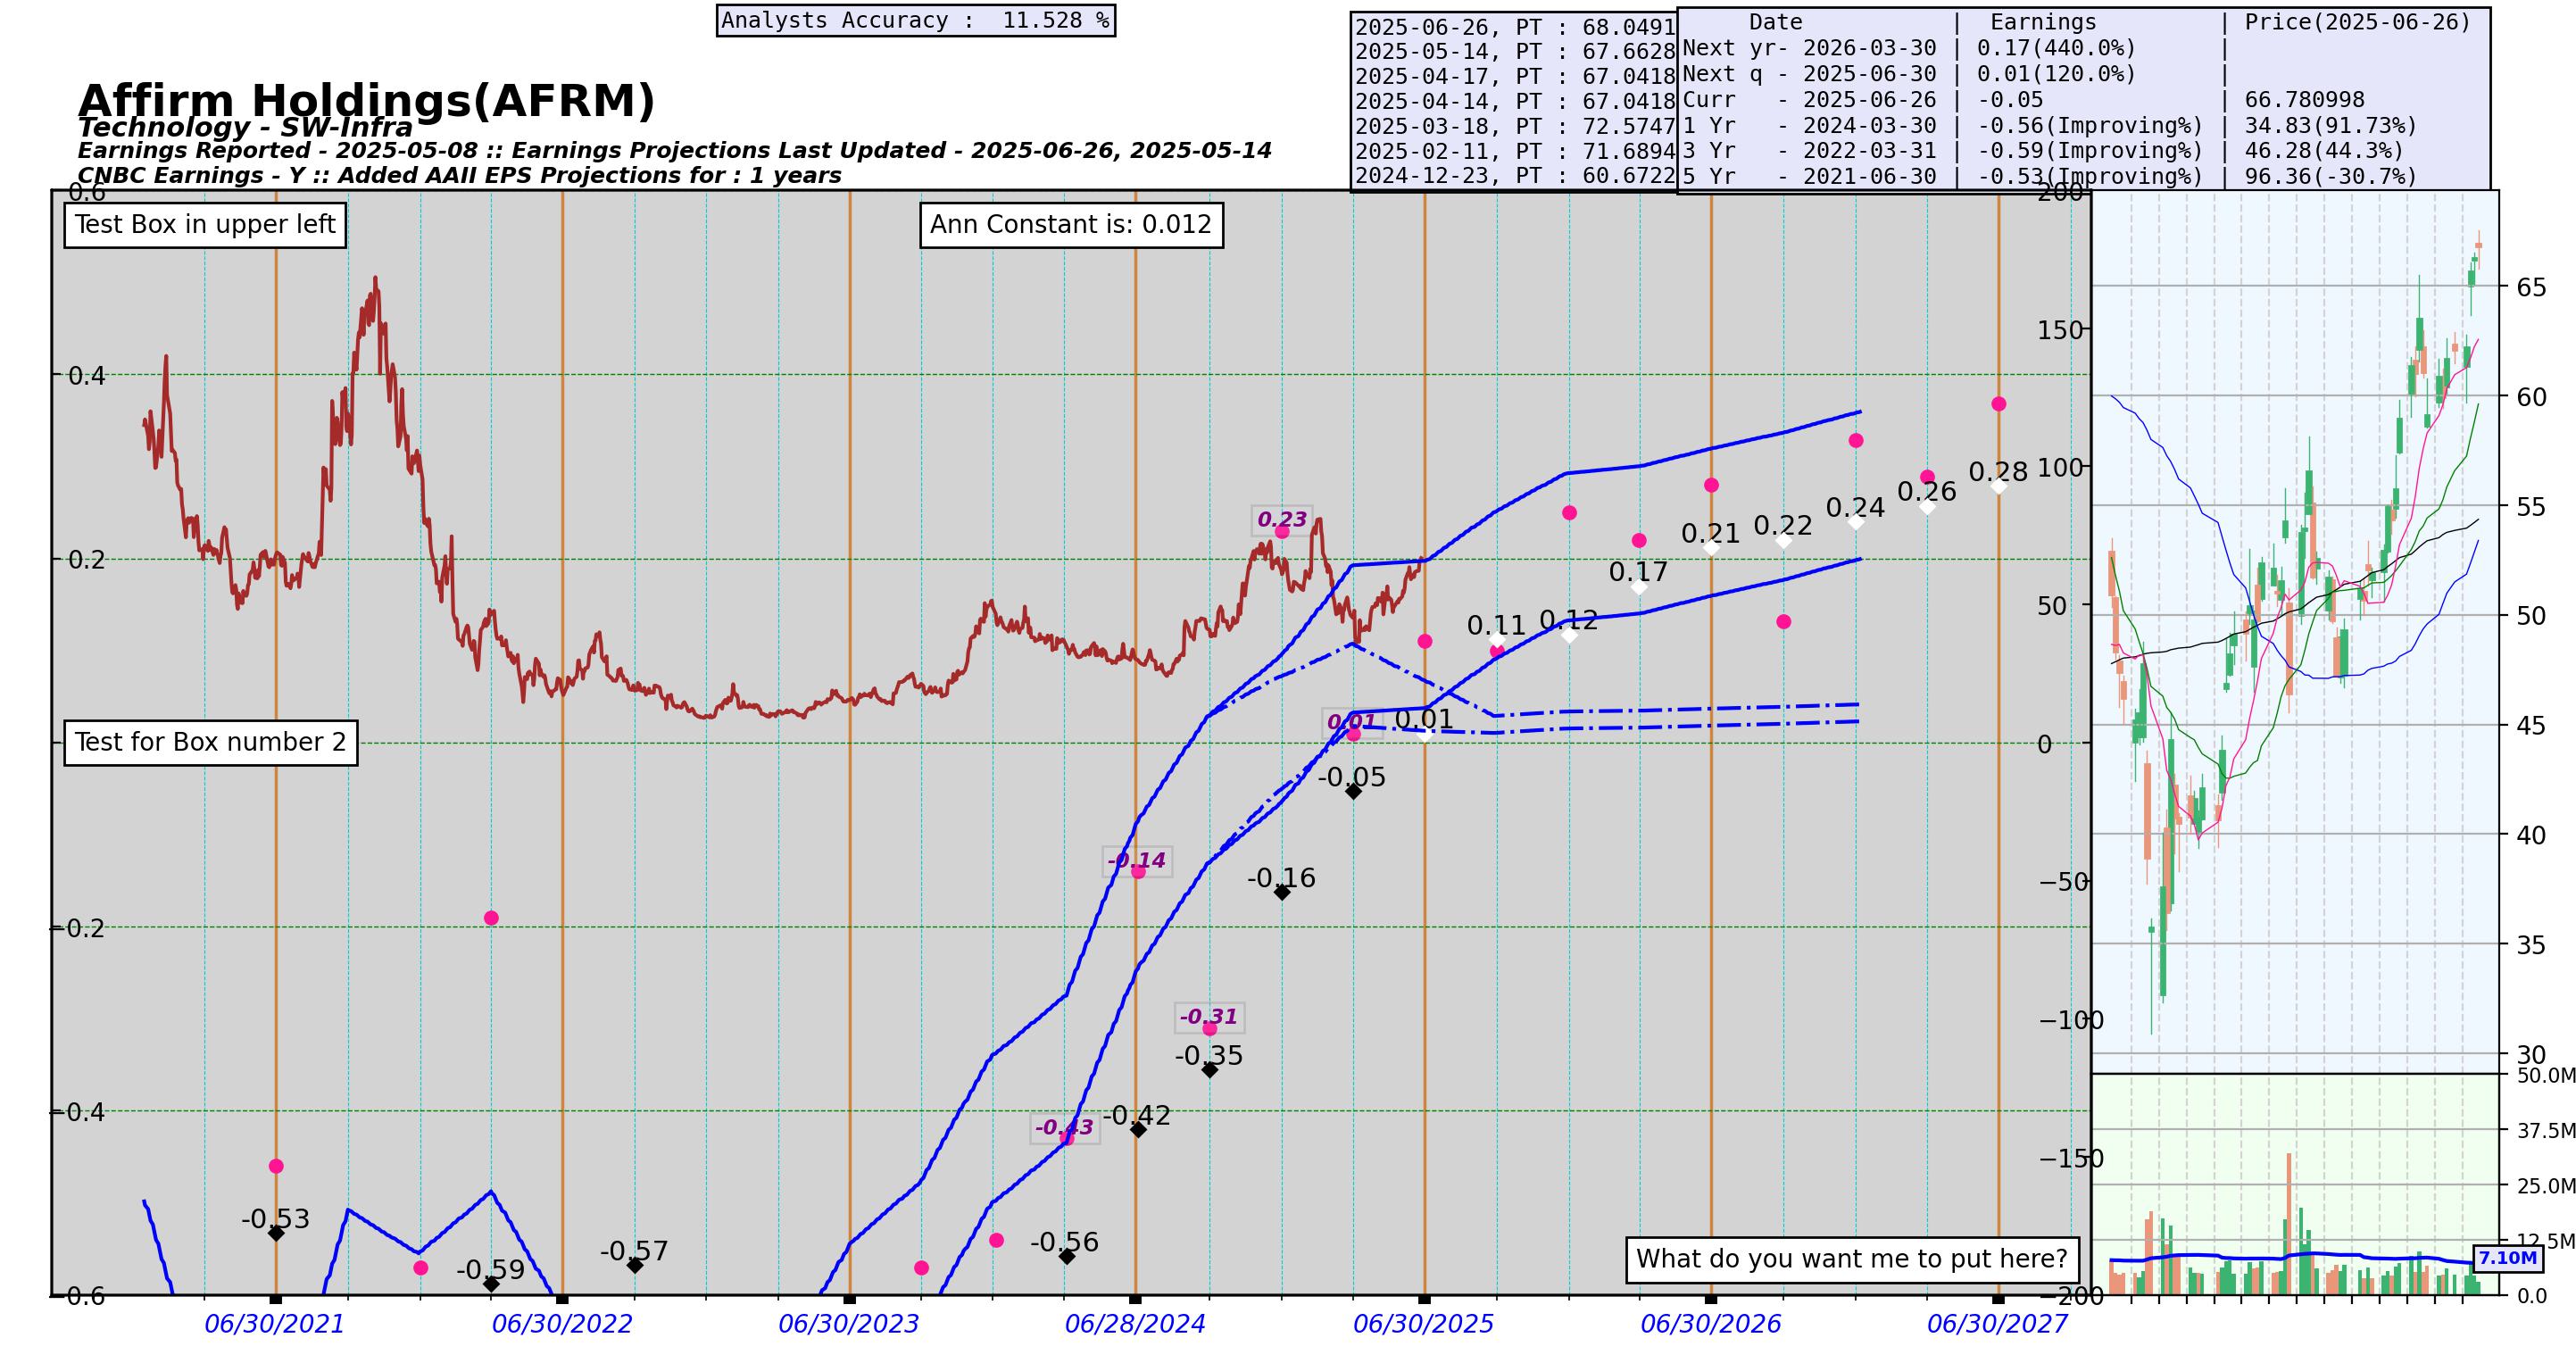 Analysts Accuracy :  11.528 %
2025-06-26, PT : 68.0491
2025-05-14, PT : 67.6628
2025-04-17, PT : 67.0418
2025-04-14, PT : 67.0418
2025-03-18, PT : 72.5747
2025-02-11, PT : 71.6894
2024-12-23, PT : 60.6722
Date | Earnings | Price(2025-06-26)
Next yr- 2026-03-30 | 0.17(440.0%) |
Next q - 2025-06-30 | 0.01(120.0%) |
Curr - 2025-06-26 | -0.05 | 66.780998
1 Yr - 2024-03-30 | -0.56(Improving%) | 34.83(91.73%)
3 Yr - 2022-03-31 | -0.59(Improving%) | 46.28(44.3%)
5 Yr - 2021-06-30 | -0.53(Improving%) | 96.36(-30.7%)
Affirm Holdings(AFRM)
Technology - SW-Infra
Earnings Reported - 2025-05-08 :: Earnings Projections Last Updated - 2025-06-26, 2025-05-14
CNBC Earnings - Y :: Added AAII EPS Projections for : 1 years
Test Box in upper left
Ann Constant is: 0.012
Test for Box number 2
What do you want me to put here?
0.6
0.4
0.2
−0.2
−0.4
−0.6
200
150
100
50
0
−50
−100
−150
−200
65
60
55
50
45
40
35
30
50.0M
37.5M
25.0M
12.5M
7.10M
0.0
-0.53
-0.59
-0.57
-0.56
-0.43
-0.42
-0.14
-0.35
-0.31
-0.16
0.23
-0.05
0.01
0.01
0.11
0.12
0.17
0.21
0.22
0.24
0.26
0.28
06/30/2021
06/30/2022
06/30/2023
06/28/2024
06/30/2025
06/30/2026
06/30/2027